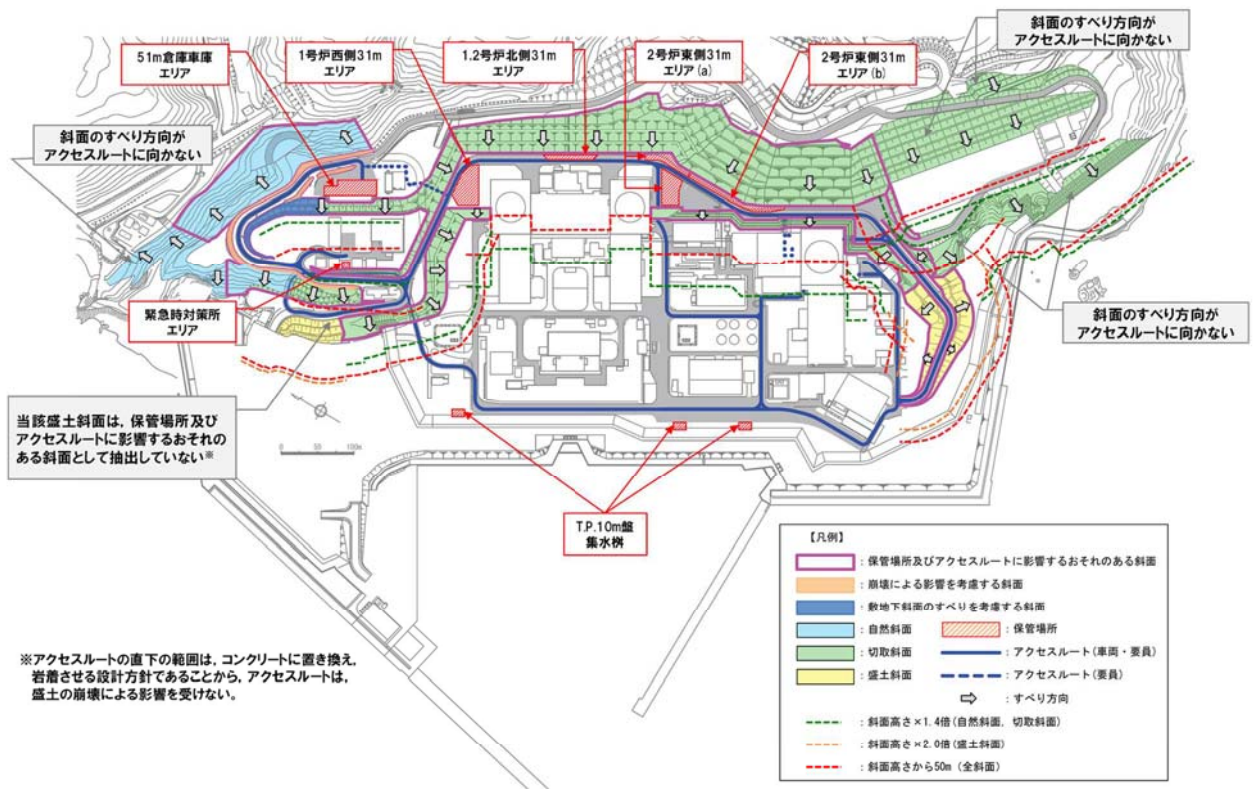 斜面のすべり方向が
アクセスルートに向かない
51m倉庫車庫
エリア
1号炉西側31m
エリア
1.2号炉北側31m
エリア
2号炉東側31m
エリア(a)
2号炉東側31m
エリア(b)
斜面のすべり方向が
アクセスルートに向かない
緊急時対策所
エリア
斜面のすべり方向が
アクセスルートに向かない
当該盛土斜面は，保管場所及び
アクセスルートに影響するおそれの
ある斜面として抽出していない※
0 50 100m
T.P.10m盤
集水桝
※アクセスルートの直下の範囲は，コンクリートに置き換え，
岩着させる設計方針であることから，アクセスルートは，
盛土の崩壊による影響を受けない。
【凡例】
：保管場所及びアクセスルートに影響するおそれのある斜面
：崩壊による影響を考慮する斜面
：敷地下斜面のすべりを考慮する斜面
：自然斜面
：保管場所
：切取斜面
：アクセスルート(車両・要員)
：盛土斜面
：アクセスルート(要員)
：すべり方向
：斜面高さ×1.4倍(自然斜面，切取斜面)
：斜面高さ×2.0倍(盛土斜面)
：斜面高さから50m（全斜面）